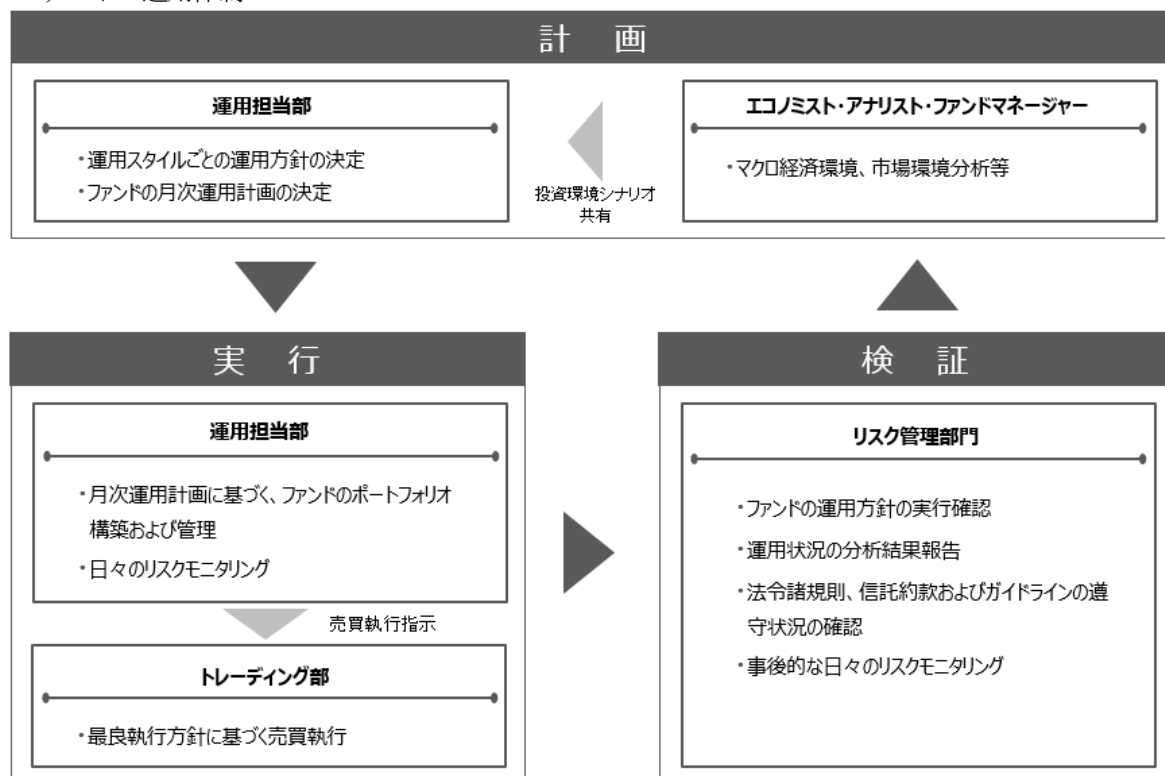 計 画
運用担当部
・運用スタイルごとの運用方針の決定
・ファンドの月次運用計画の決定
投資環境シナリオ
共有
エコノミスト・アナリスト・ファンドマネージャー
・マクロ経済環境、市場環境分析等
実 行
運用担当部
・月次運用計画に基づく、ファンドのポートフォリオ
構築および管理
・日々のリスクモニタリング
売買執行指示
トレーディング部
・最良執行方針に基づく売買執行
検 証
リスク管理部門
・ファンドの運用方針の実行確認
・運用状況の分析結果報告
・法令諸規則、信託約款およびガイドラインの遵
守状況の確認
・事後的な日々のリスクモニタリング